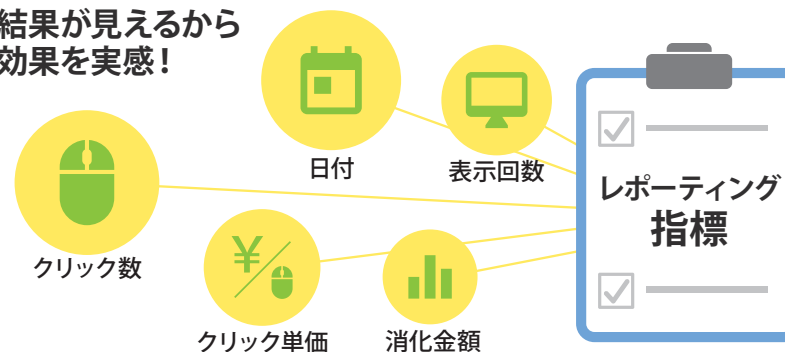 結果が見えるから
効果を実感！
日付
表示回数
クリック数
クリック単価
消化金額
レポーティング
指標
¥